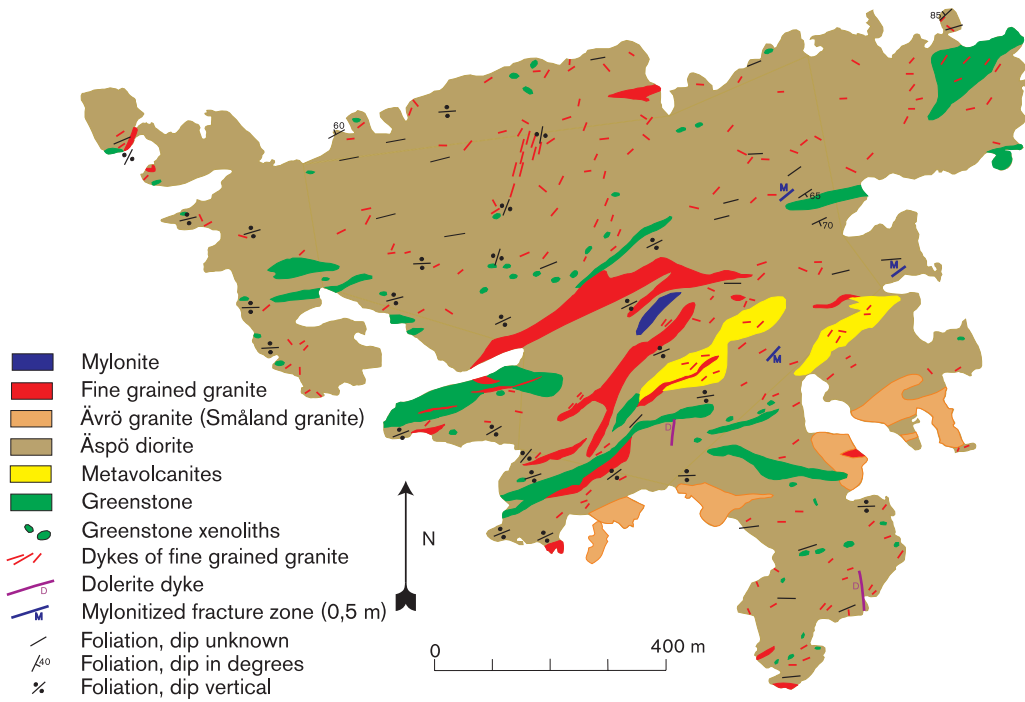 85
60
M
65
70
M
M
D
D
Mylonite
Fine grained granite
Ävrö granite (Småland granite)
Äspö diorite
Metavolcanites
Greenstone
Greenstone xenoliths
Dykes of fine grained granite
D
Dolerite dyke
M
Mylonitized fracture zone (0,5 m)
Foliation, dip unknown
40
Foliation, dip in degrees
Foliation, dip vertical
N
0
400 m